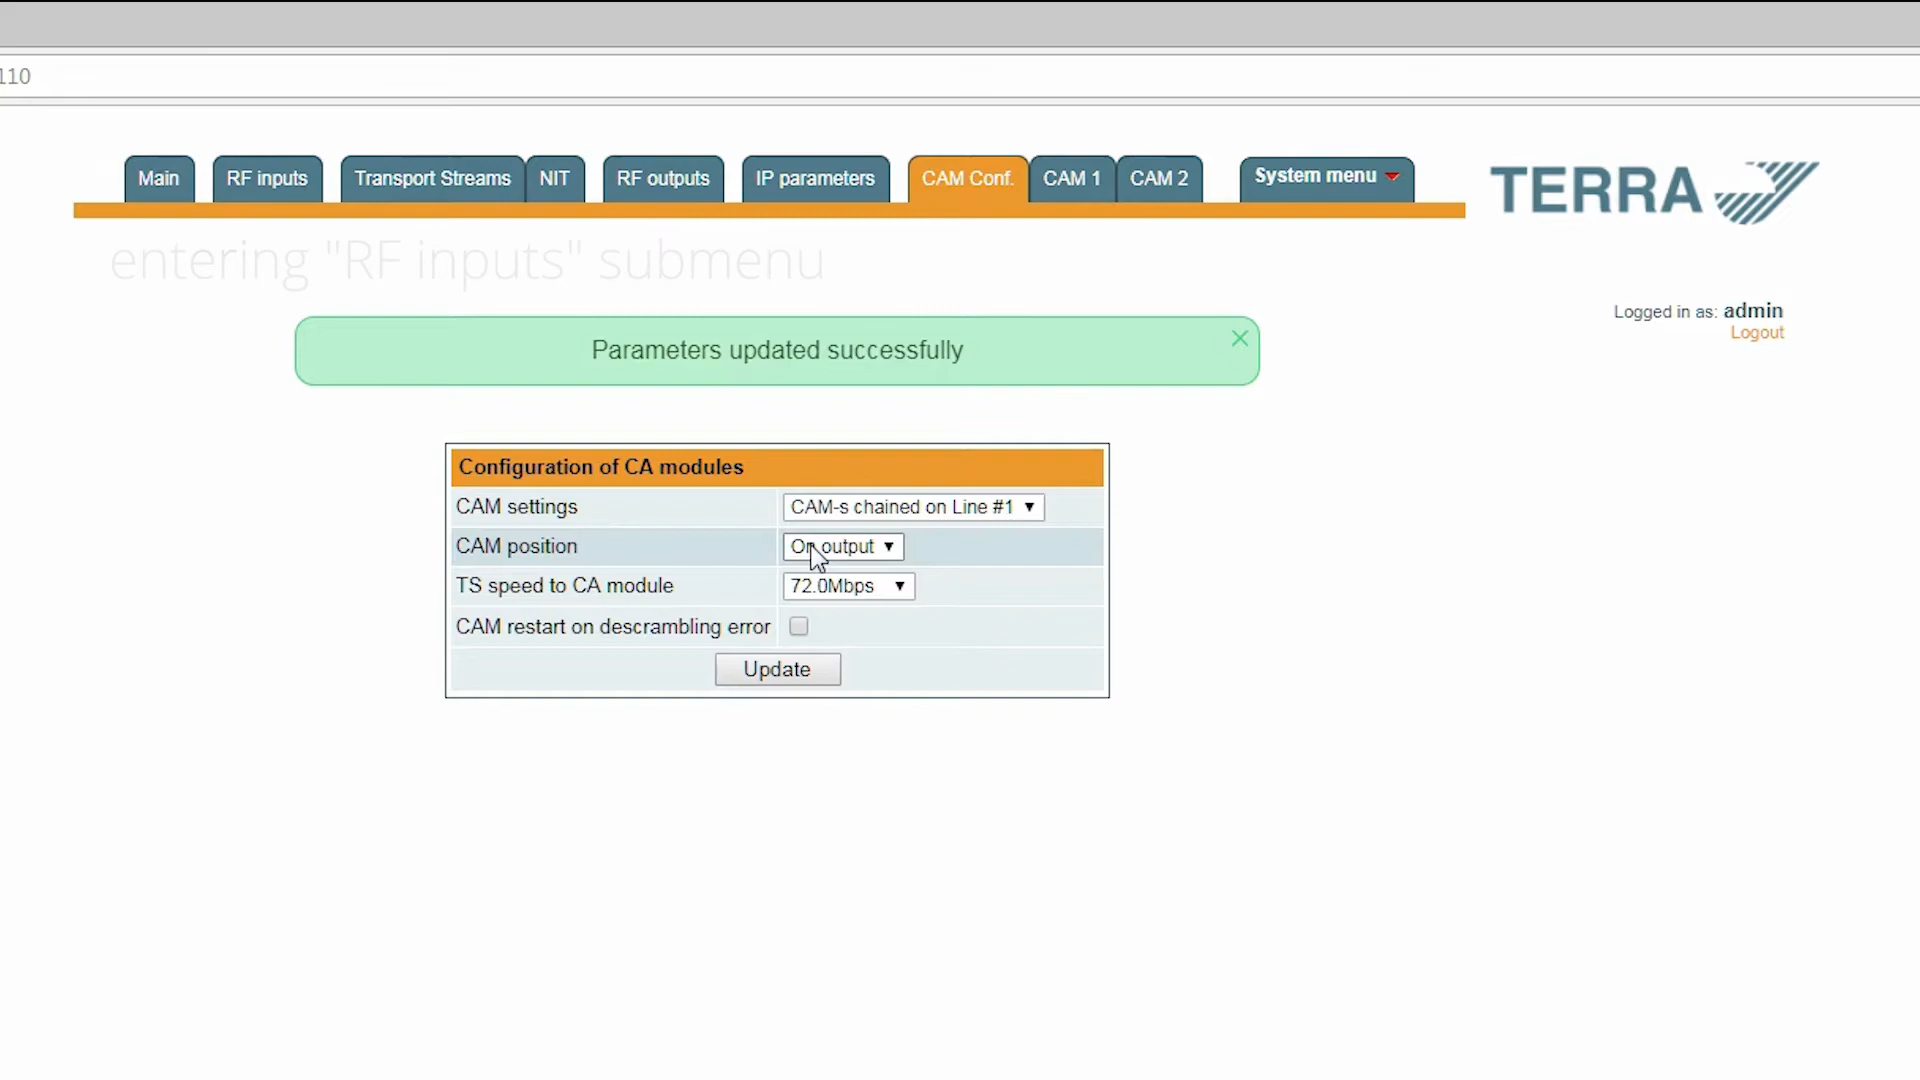 110
Main RF inputs Transport Streams NIT RF outputs IP parameters CAM Conf. CAM 1 CAM 2 System menu TERRA
entering "RF inputs" submenu
Logged in as: admin
Logout
Parameters updated successfully
Configuration of CA modules
CAM settings CAM-s chained on Line #1
CAM position On output
TS speed to CA module 72.0Mbps
CAM restart on descrambling error
Update